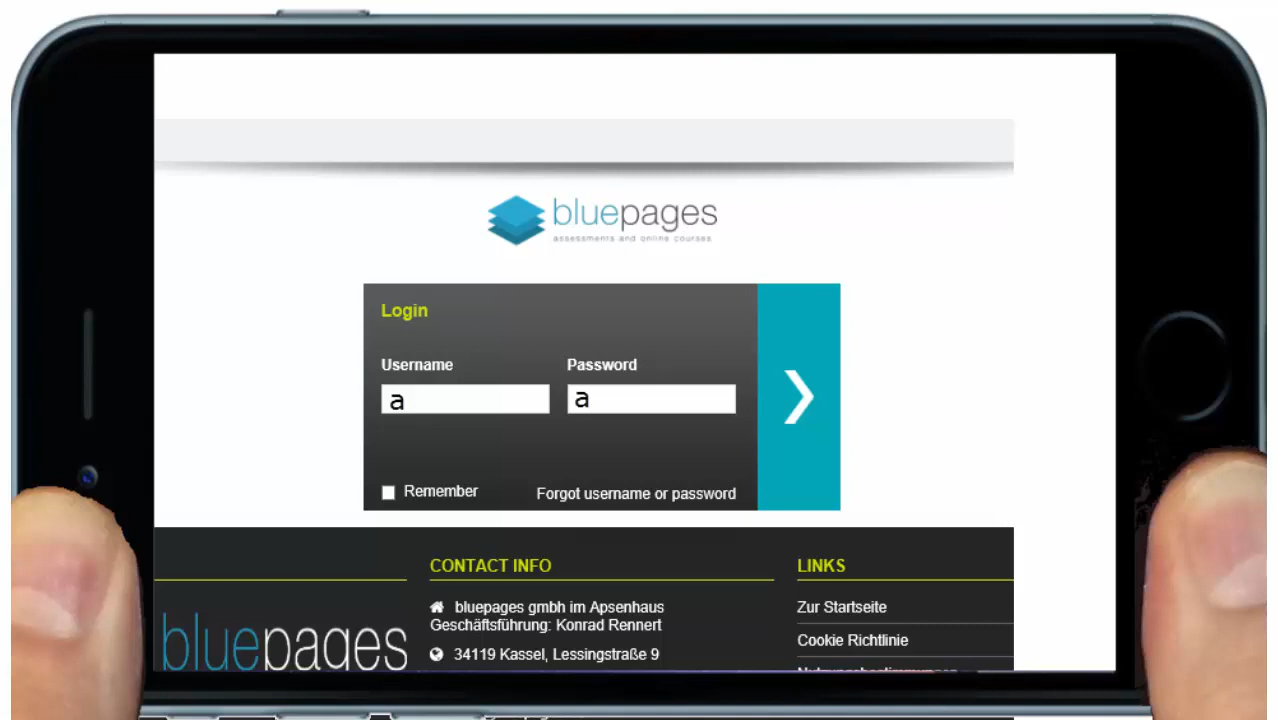 bluepages
assessments and online courses
Login
Username Password
a a
Remember Forgot username or password
CONTACT INFO LINKS
bluepages gmbh im Apsenhaus
Geschäftsführung: Konrad Rennert
34119 Kassel, Lessingstraße 9
Zur Startseite
Cookie Richtlinie
bluepages